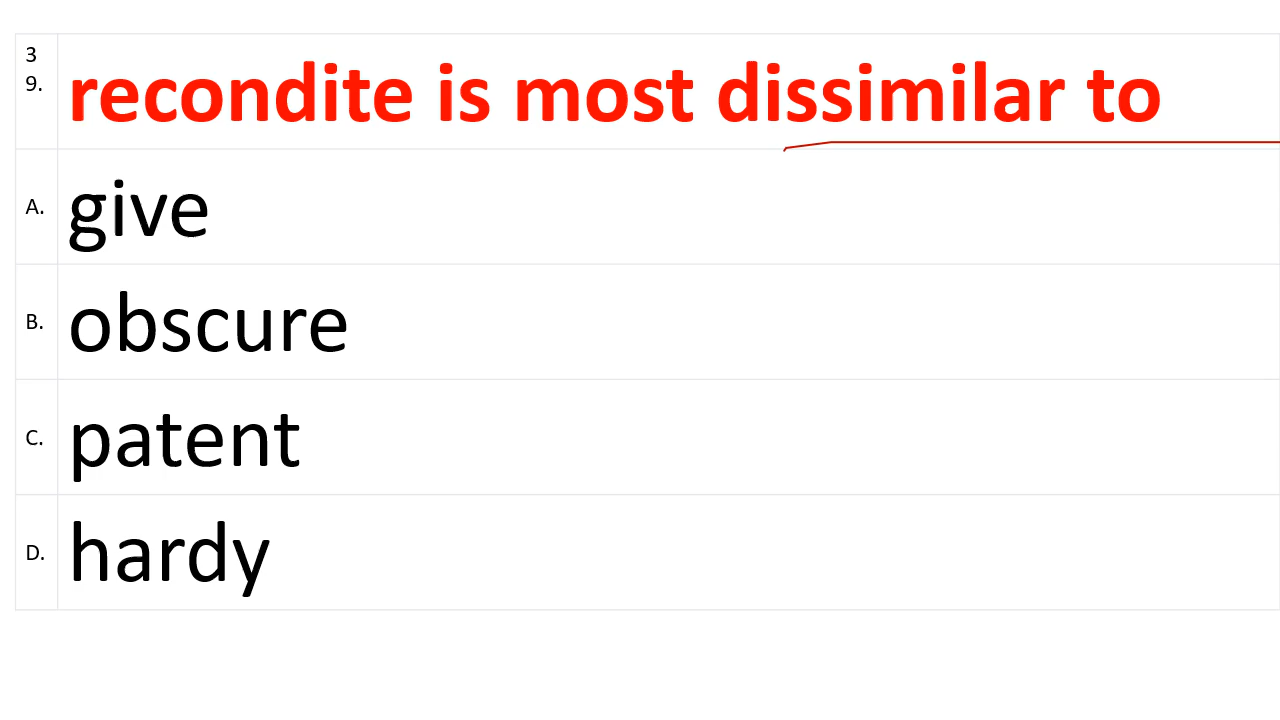 3
9.
recondite is most dissimilar to
A.
give
B.
obscure
C.
patent
D.
hardy